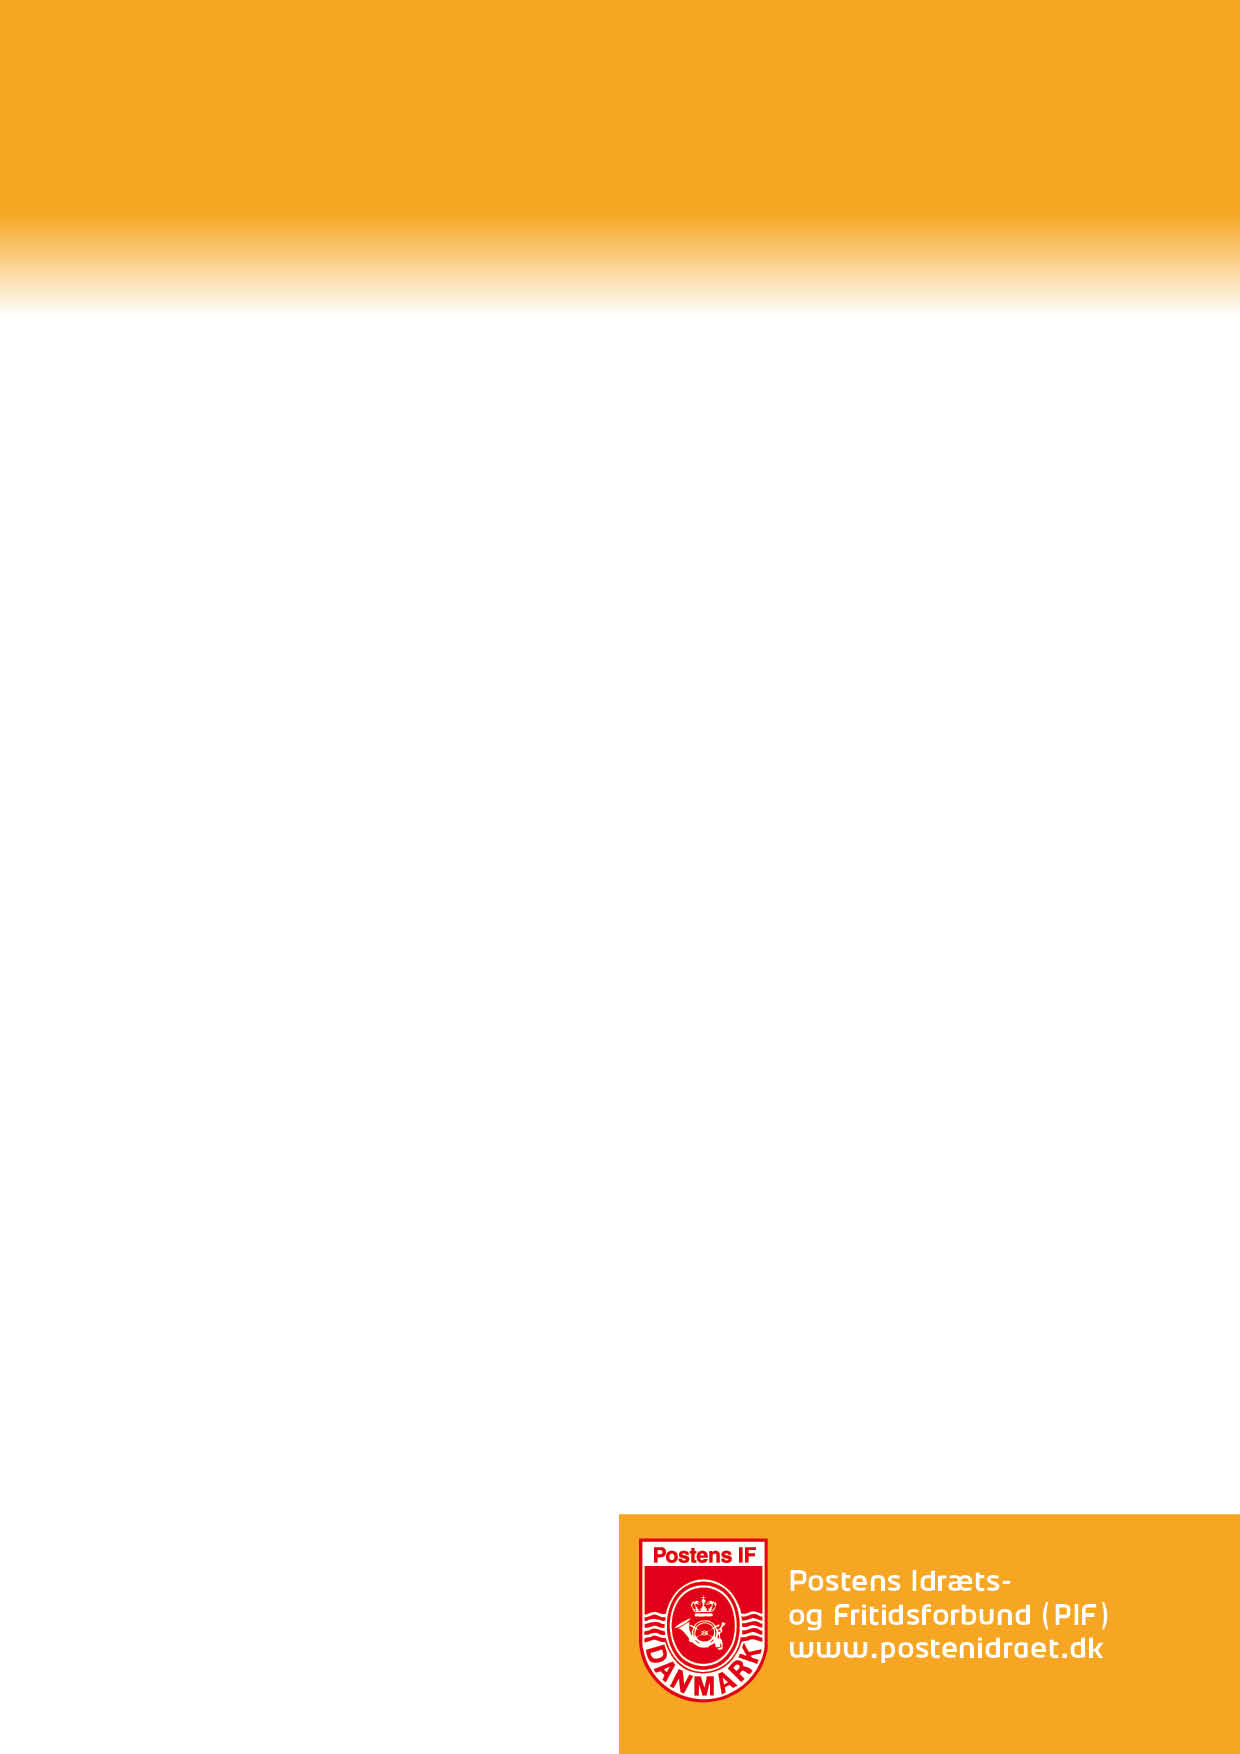 Postens IF
DANMARK
Postens Idræts-
og Fritidsforbund (PIF)
www.postenidraet.dk